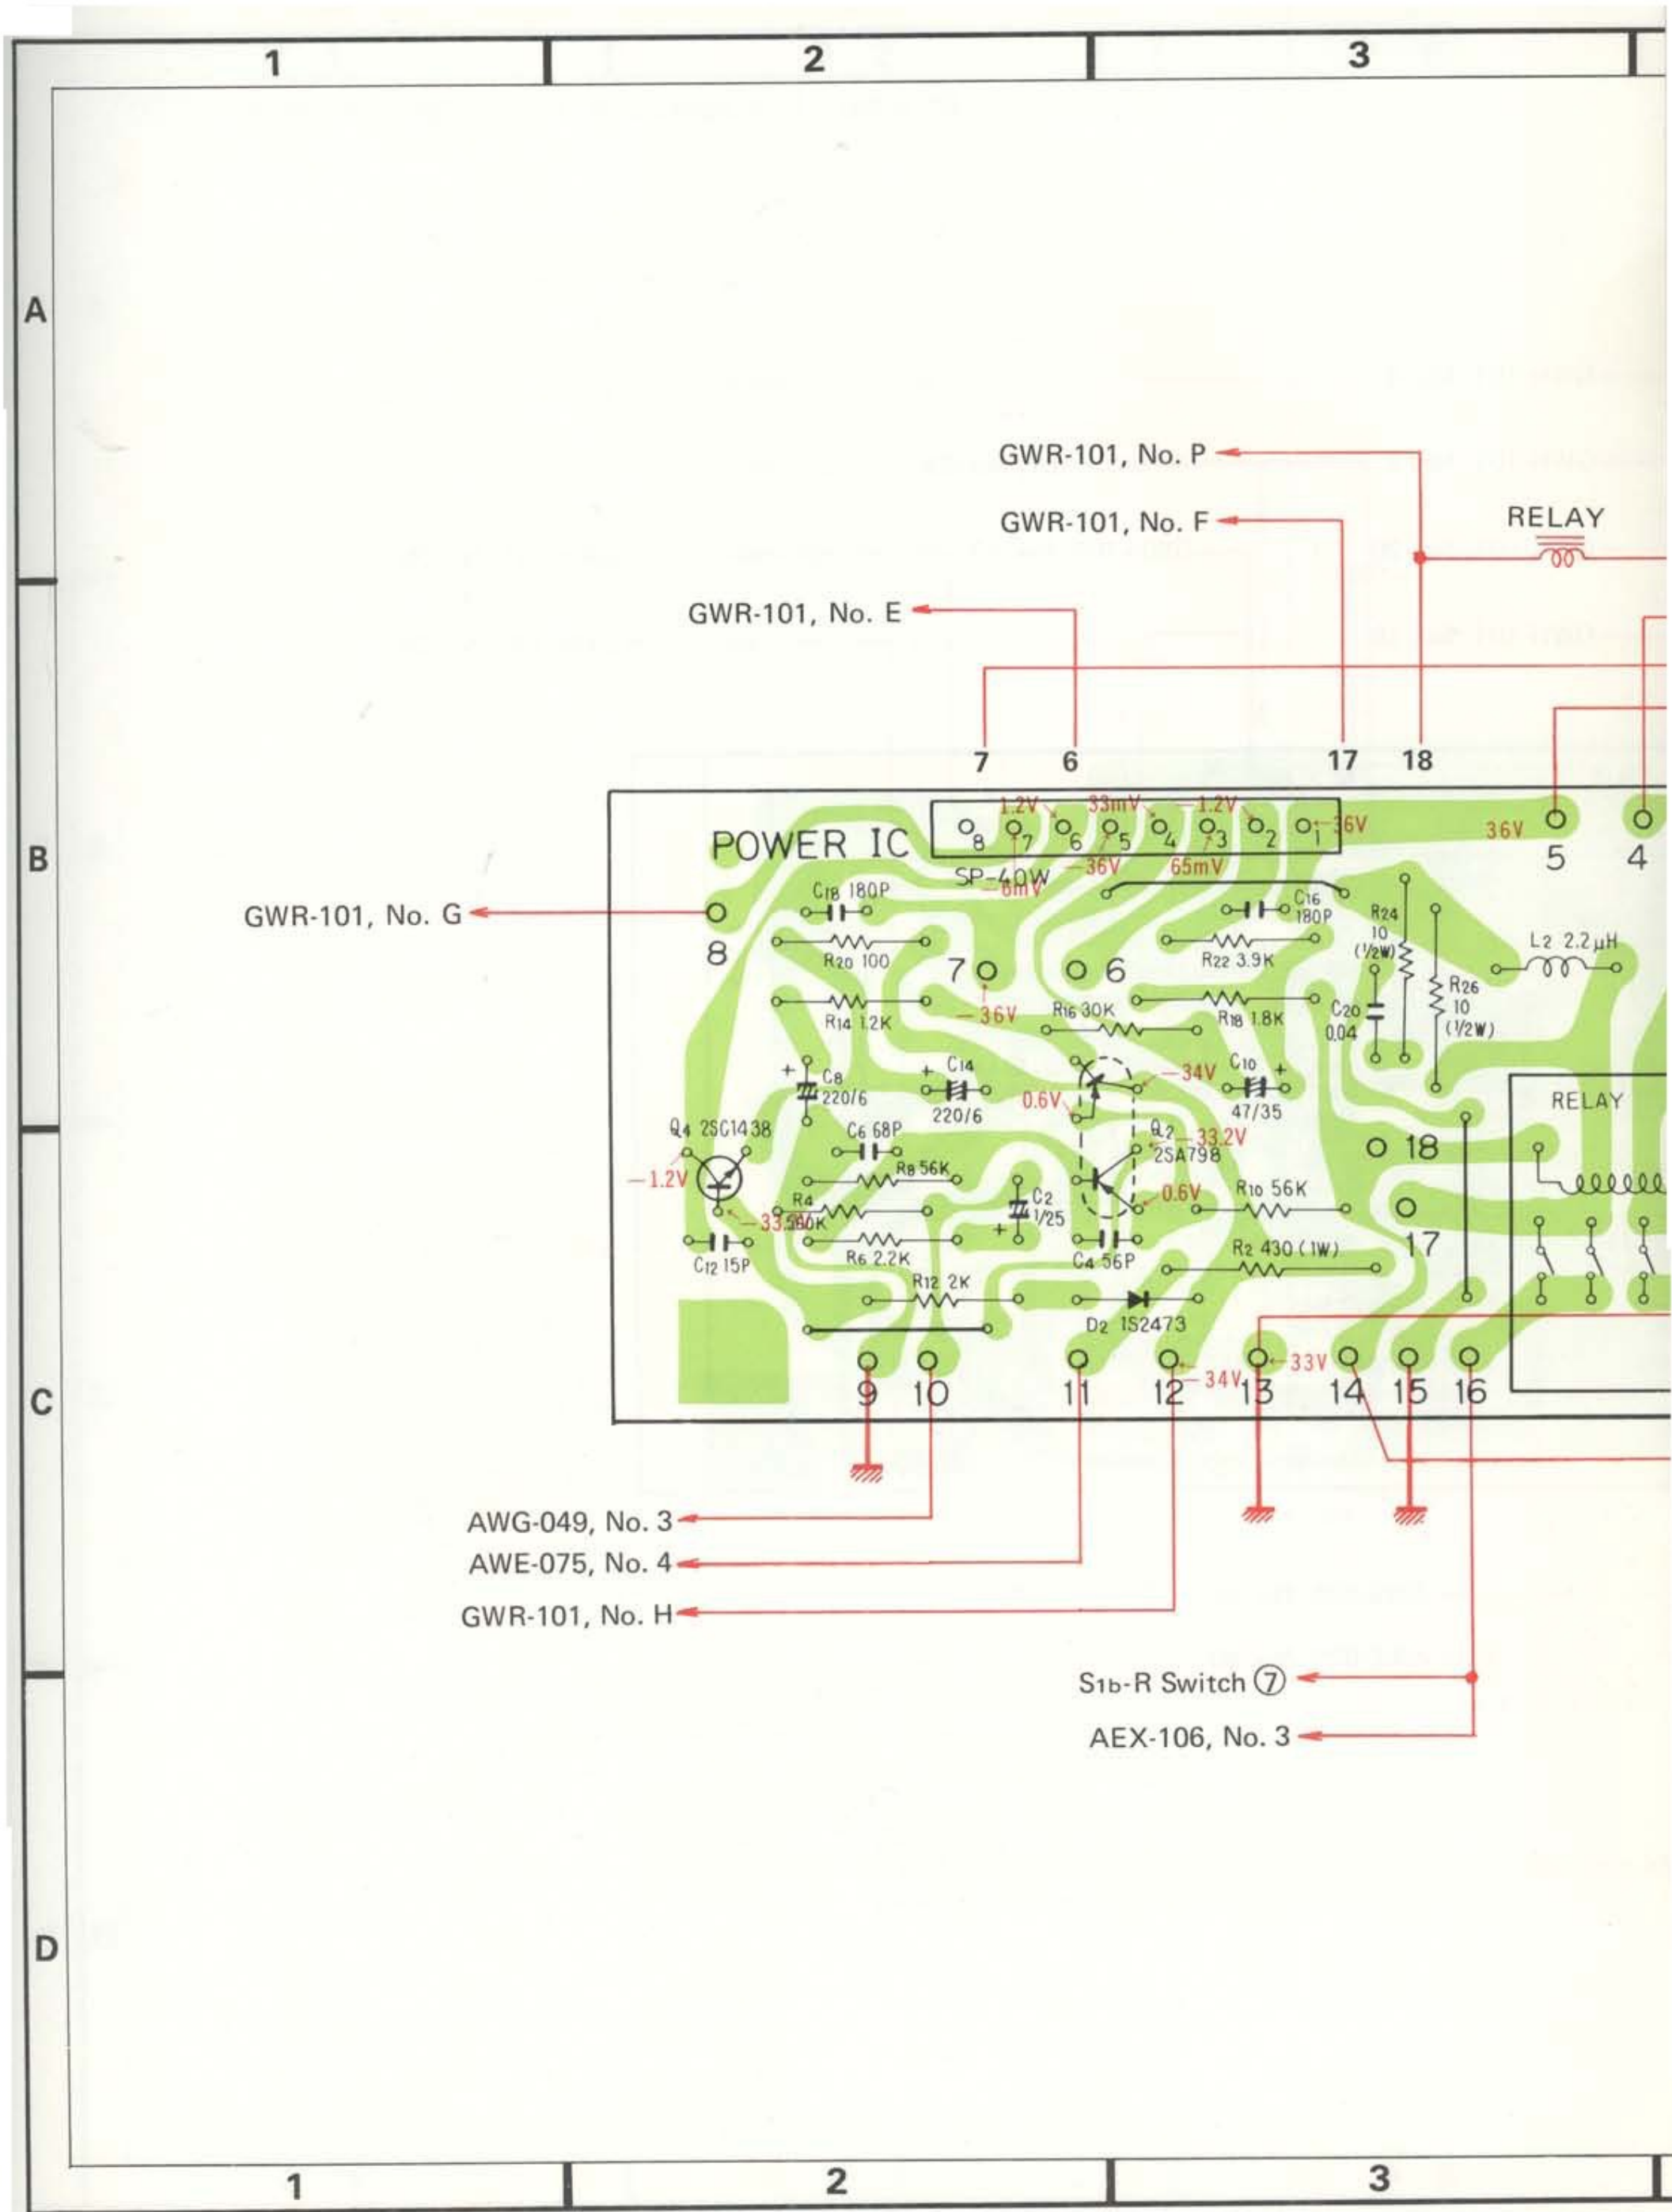 1 2 3
A
GWR-101, No. P
GWR-101, No. F
RELAY
GWR-101, No. E
7 6 17 18
B
POWER IC
1.2V 33mV —1.2V
8 7 6 5 4 3 2 1
—36V
36V
5 4
SP-40W
—6mV
—36V
65mV
GWR-101, No. G
8
C18 180P
C16 180P
R24 10 (1/2W)
L2 2.2μH
R20 100
7
6
R22 3.9K
R26 10 (1/2W)
R14 1.2K
—36V
R16 30K
R18 1.8K
C20 0.04
+ C8 220/6
+ C14 220/6
—34V
C10 +
47/35
0.6V
RELAY
Q4 2SC1438
C6 68P
Q2 2SA798
—33.2V
18
—1.2V
R8 56K
R4 560K
C2 1/25
+
0.6V
R10 56K
17
C12 15P
R6 2.2K
C4 56P
R2 430 (1W)
R12 2K
D2 1S2473
C
—34V
—33V
9 10 11 12 13 14 15 16
AWG-049, No. 3
AWE-075, No. 4
GWR-101, No. H
S1b-R Switch ⑦
AEX-106, No. 3
D
1 2 3